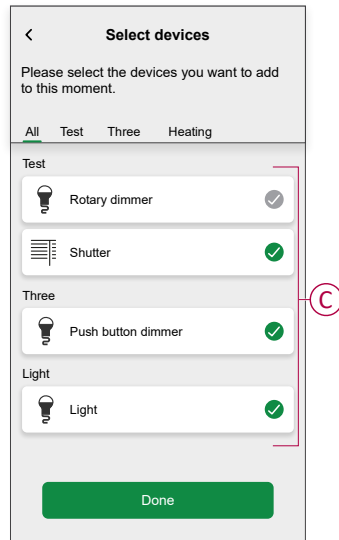 Select devices
Please select the devices you want to add
to this moment.
All Test Three Heating
Test
Rotary dimmer
Shutter
Three
Push button dimmer
Light
Light
Done
C